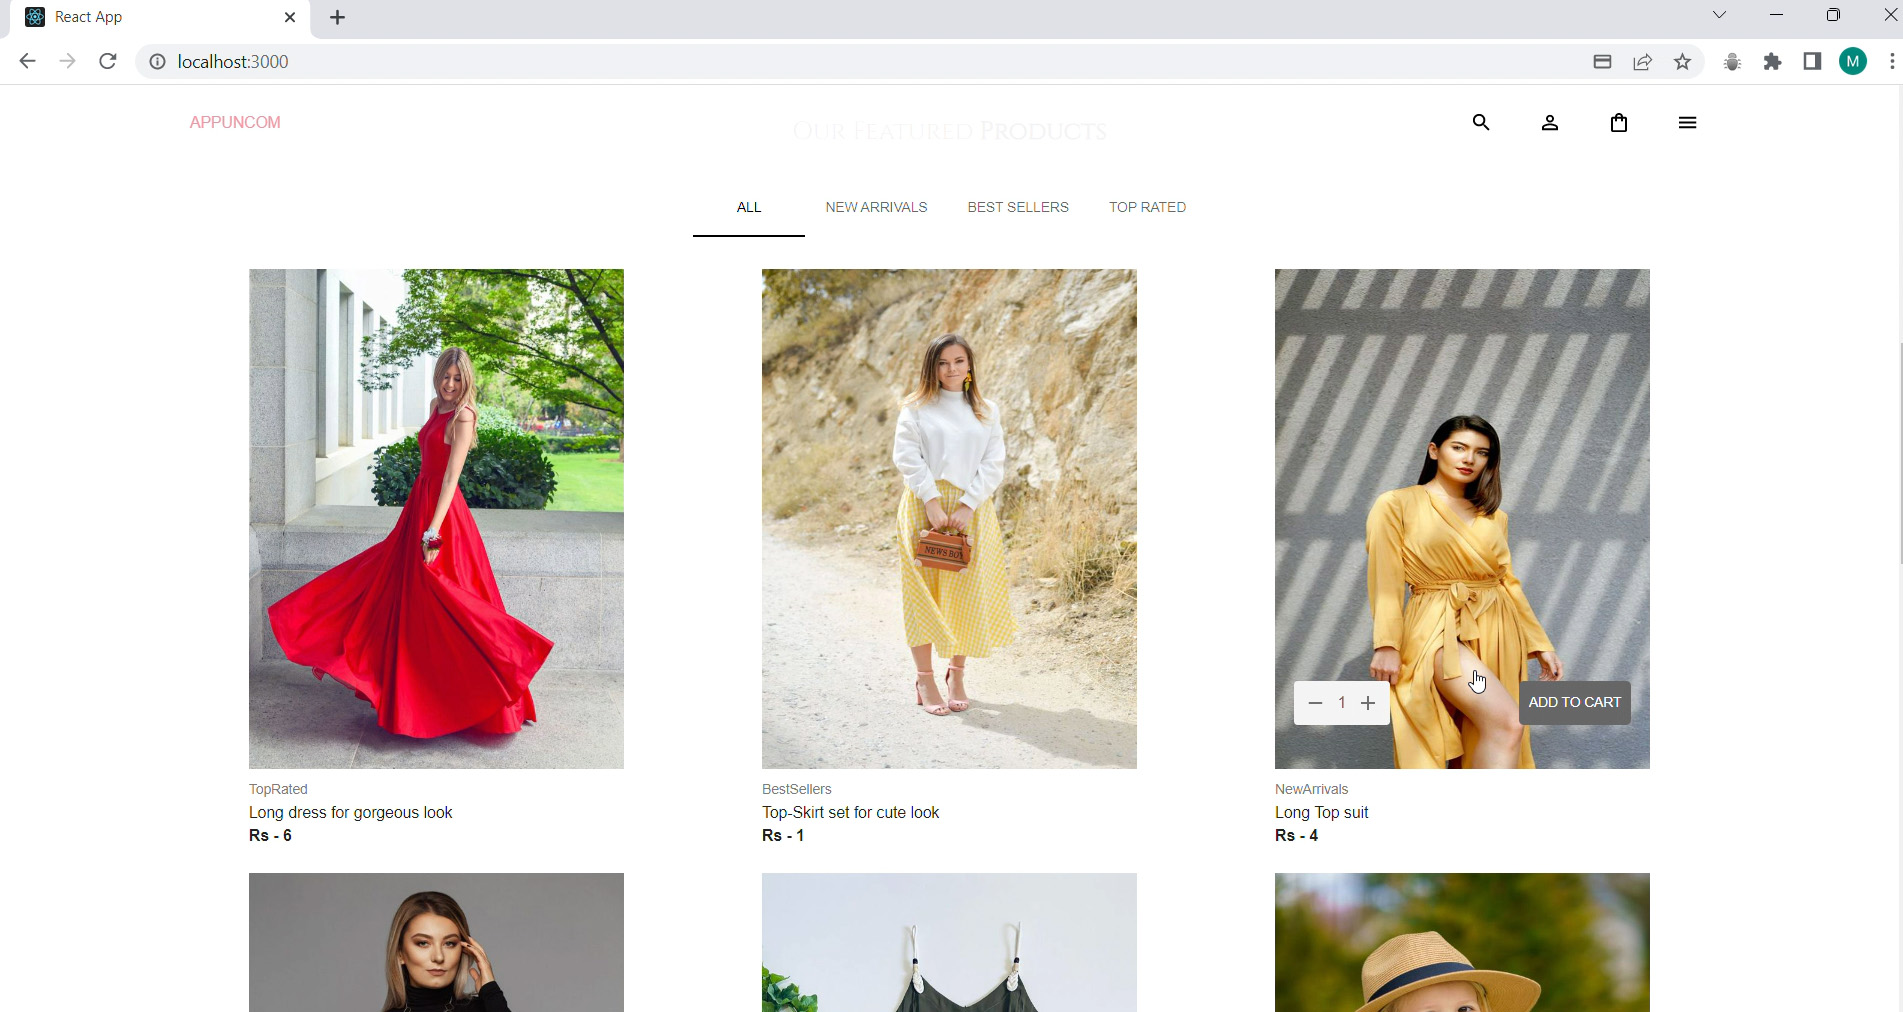 React App
localhost:3000
M
APPUNCOM
OUR FEATURED PRODUCTS
ALL
NEW ARRIVALS
BEST SELLERS
TOP RATED
NEWS BOY
1
ADD TO CART
TopRated
Long dress for gorgeous look
Rs - 6
BestSellers
Top-Skirt set for cute look
Rs - 1
NewArrivals
Long Top suit
Rs - 4